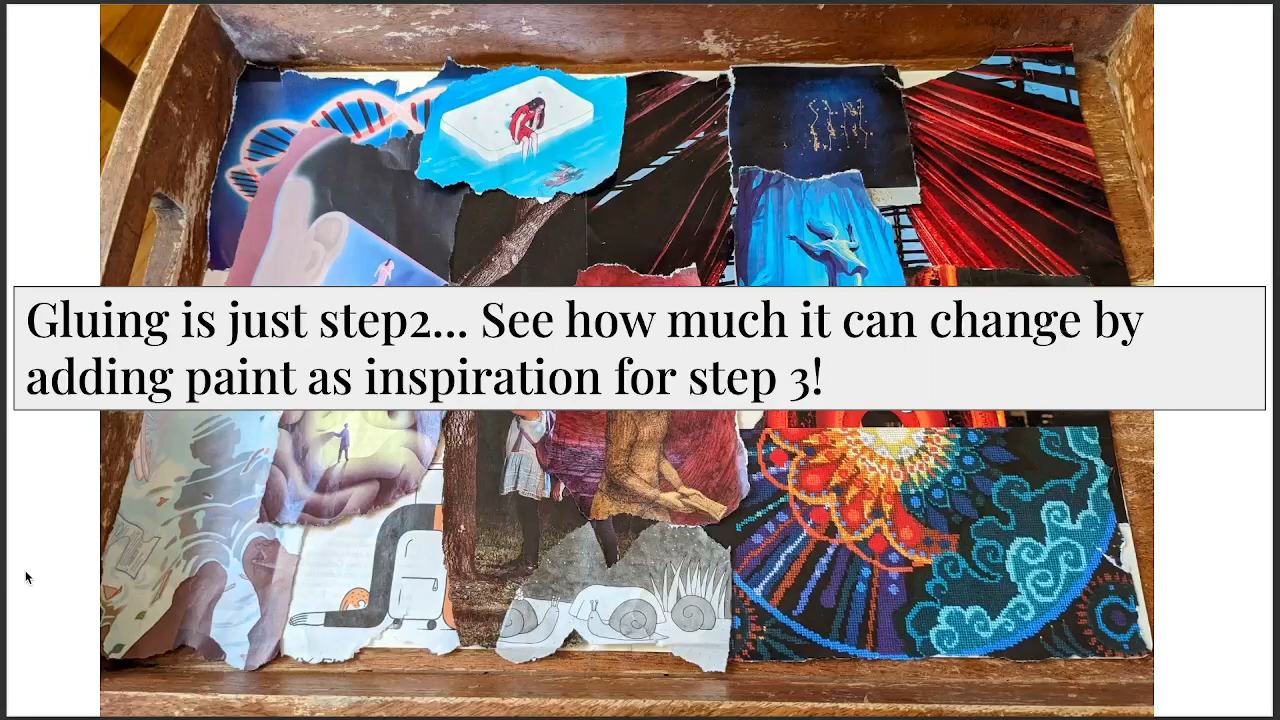 Gluing is just step2... See how much it can change by
adding paint as inspiration for step 3!